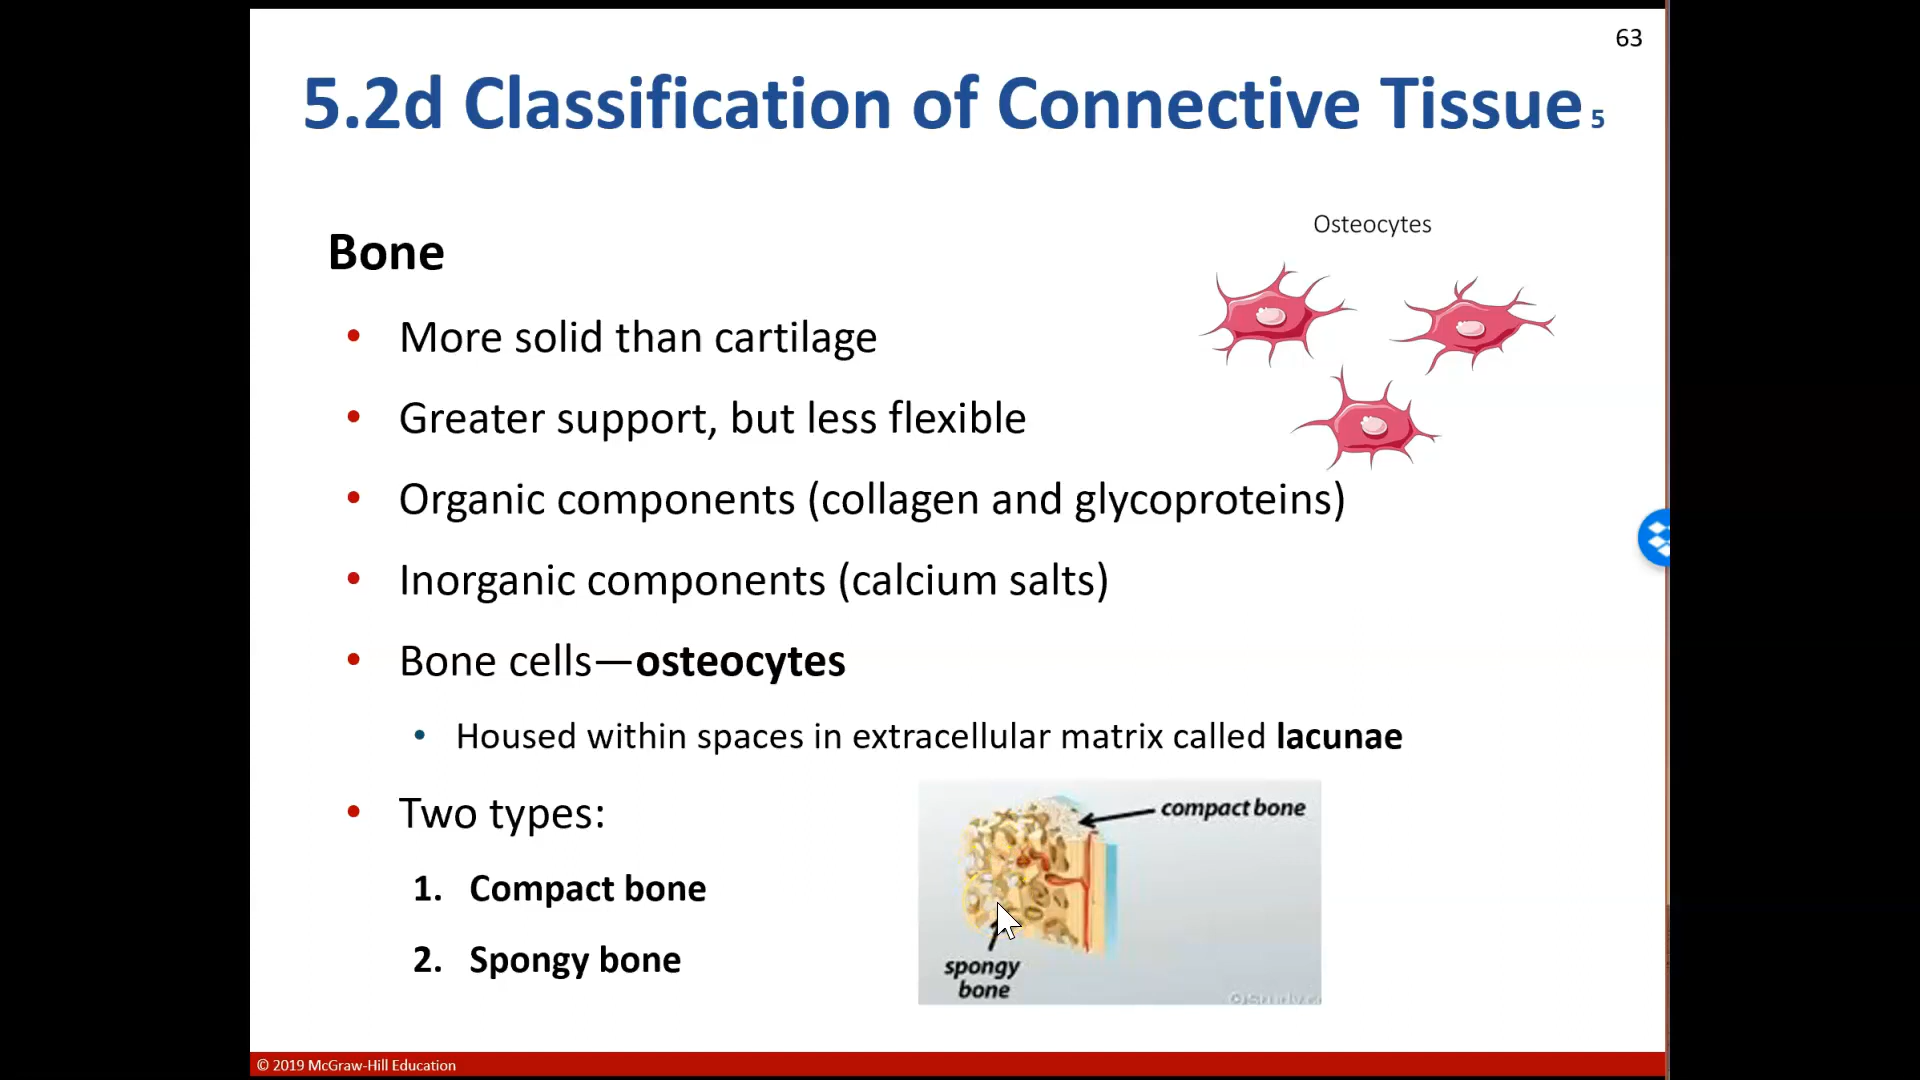 63
5.2d Classification of Connective Tissue 5
Osteocytes
Bone
• More solid than cartilage
• Greater support, but less flexible
• Organic components (collagen and glycoproteins)
• Inorganic components (calcium salts)
• Bone cells—osteocytes
• Housed within spaces in extracellular matrix called lacunae
• Two types:
compact bone
1. Compact bone
2. Spongy bone
spongy
bone
© 2019 McGraw-Hill Education